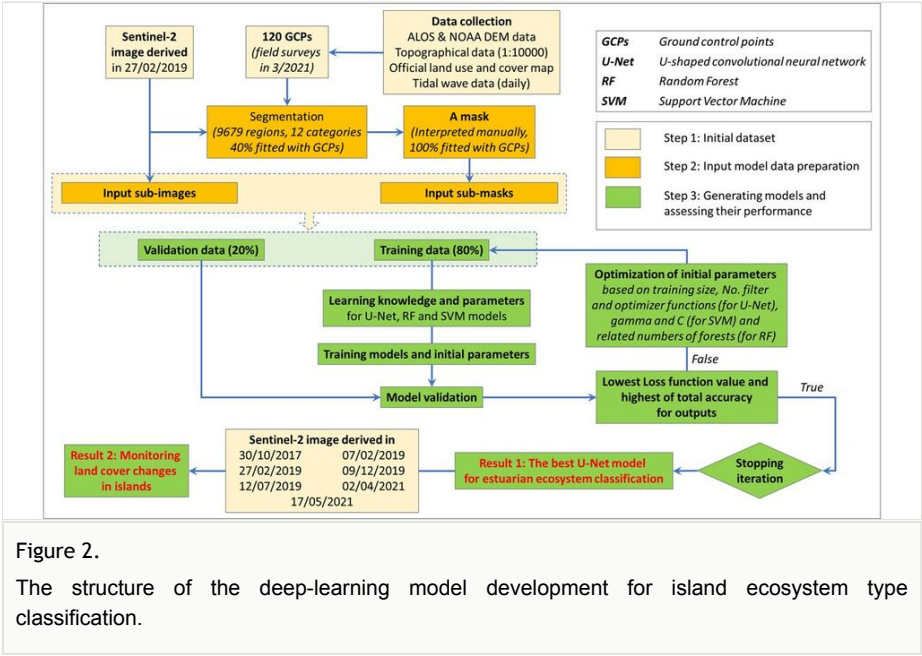 Sentinel-2
image derived
in 27/02/2019
120 GCPs
(field surveys
in 3/2021)
Data collection
ALOS & NOAA DEM data
Topographical data (1:10000)
Official land use and cover map
Tidal wave data (daily)
GCPs Ground control points
U-Net U-shaped convolutional neural network
RF Random Forest
SVM Support Vector Machine
Segmentation
(9679 regions, 12 categories
40% fitted with GCPs)
A mask
(Interpreted manually,
100% fitted with GCPs)
Step 1: Initial dataset
Step 2: Input model data preparation
Step 3: Generating models and
assessing their performance
Input sub-images
Input sub-masks
Validation data (20%)
Training data (80%)
Optimization of initial parameters
based on training size, No. filter
and optimizer functions (for U-Net),
gamma and C (for SVM) and
related numbers of forests (for RF)
Learning knowledge and parameters
for U-Net, RF and SVM models
Training models and initial parameters
False
Model validation
Lowest Loss function value and
highest of total accuracy
for outputs
True
Stopping
iteration
Result 1: The best U-Net model
for estuarian ecosystem classification
Sentinel-2 image derived in
30/10/2017 07/02/2019
27/02/2019 09/12/2019
12/07/2019 02/04/2021
17/05/2021
Result 2: Monitoring
land cover changes
in islands
Figure 2.
The structure of the deep-learning model development for island ecosystem type
classification.